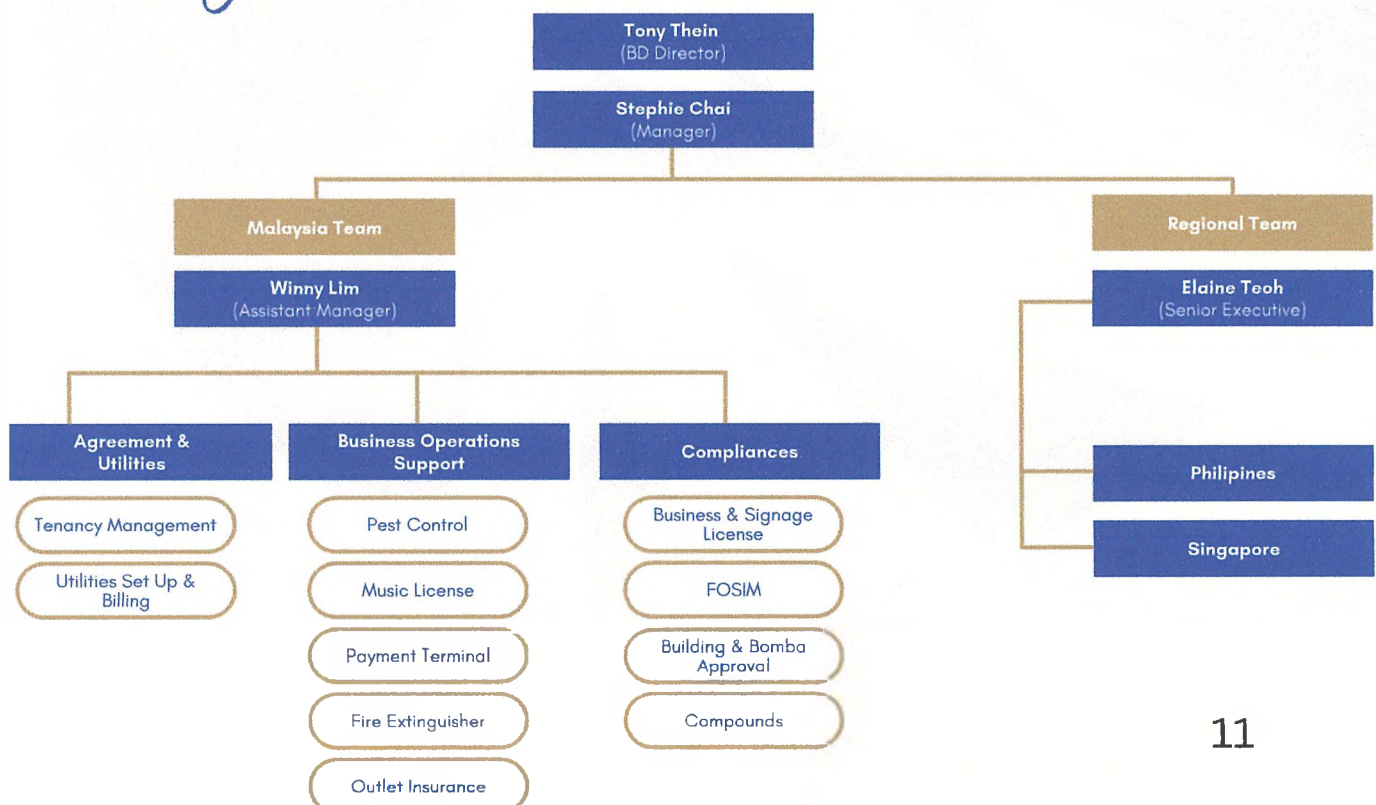 Tony Thein
(BD Director)
Stephie Chai
(Manager)
Malaysia Team
Regional Team
Winny Lim
(Assistant Manager)
Elaine Teoh
(Senior Executive)
Agreement &
Utilities
Business Operations
Support
Compliances
Philipines
Singapore
Tenancy Management
Utilities Set Up &
Billing
Pest Control
Music License
Payment Terminal
Fire Extinguisher
Outlet Insurance
Business & Signage
License
FOSIM
Building & Bomba
Approval
Compounds
11